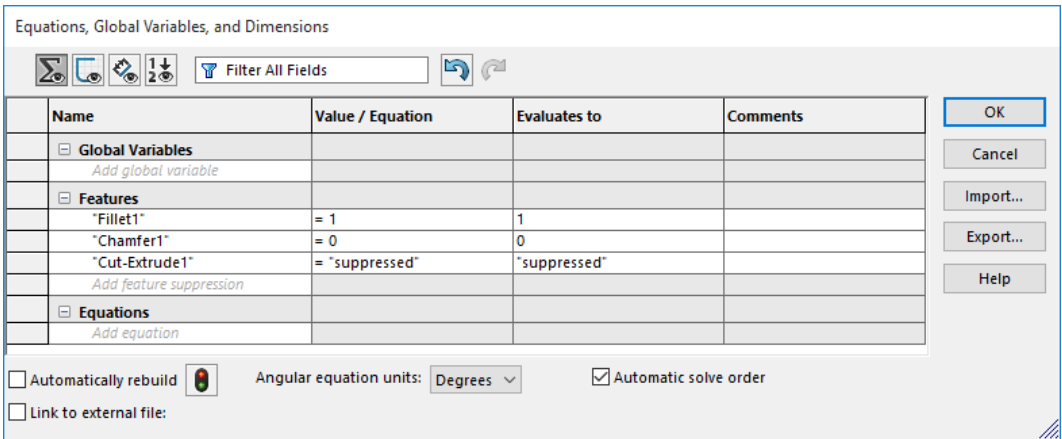 Equations, Global Variables, and Dimensions
Filter All Fields
Name Value / Equation Evaluates to Comments
Global Variables
Add global variable
Features
"Fillet1" = 1 1
"Chamfer1" = 0 0
"Cut-Extrude1" = "suppressed" "suppressed"
Add feature suppression
Equations
Add equation
OK
Cancel
Import...
Export...
Help
Automatically rebuild Angular equation units: Degrees Automatic solve order
Link to external file: